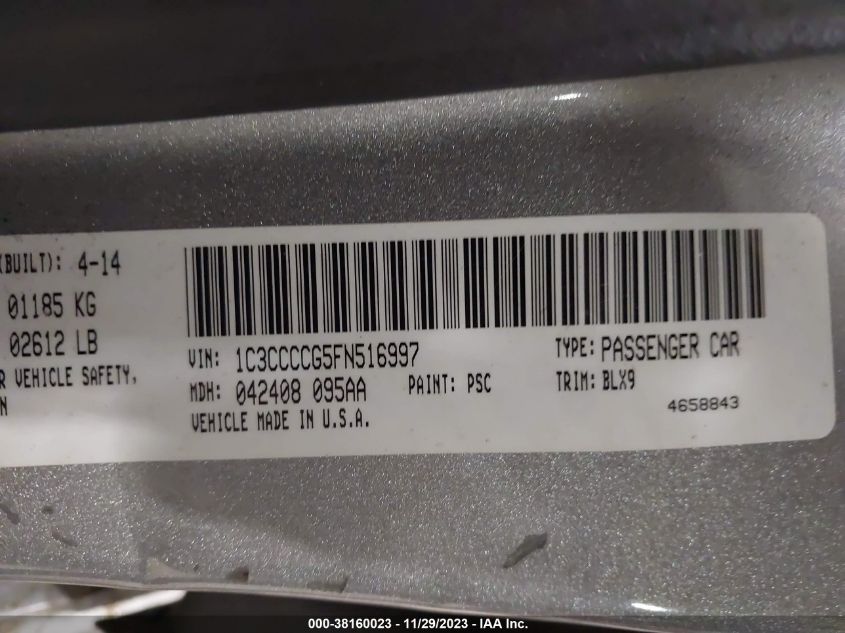 (BUILT): 4-14
01185 KG
02612 LB
R VEHICLE SAFETY,
N
VIN: 1C3CCCCG5FN516997
TYPE: PASSENGER CAR
MDH: 042408 095AA
PAINT: PSC
TRIM: BLX9
VEHICLE MADE IN U.S.A.
4658843
000-38160023 - 11/29/2023 - IAA Inc.